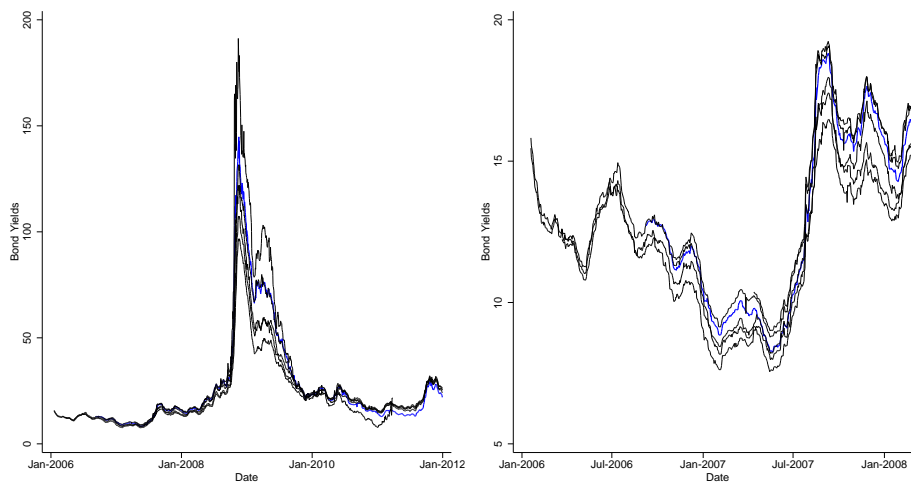 200
150
100
50
0
Bond Yields
Jan-2006
Jan-2008
Jan-2010
Jan-2012
Date
20
15
10
5
Bond Yields
Jan-2006
Jul-2006
Jan-2007
Jul-2007
Jan-2008
Date